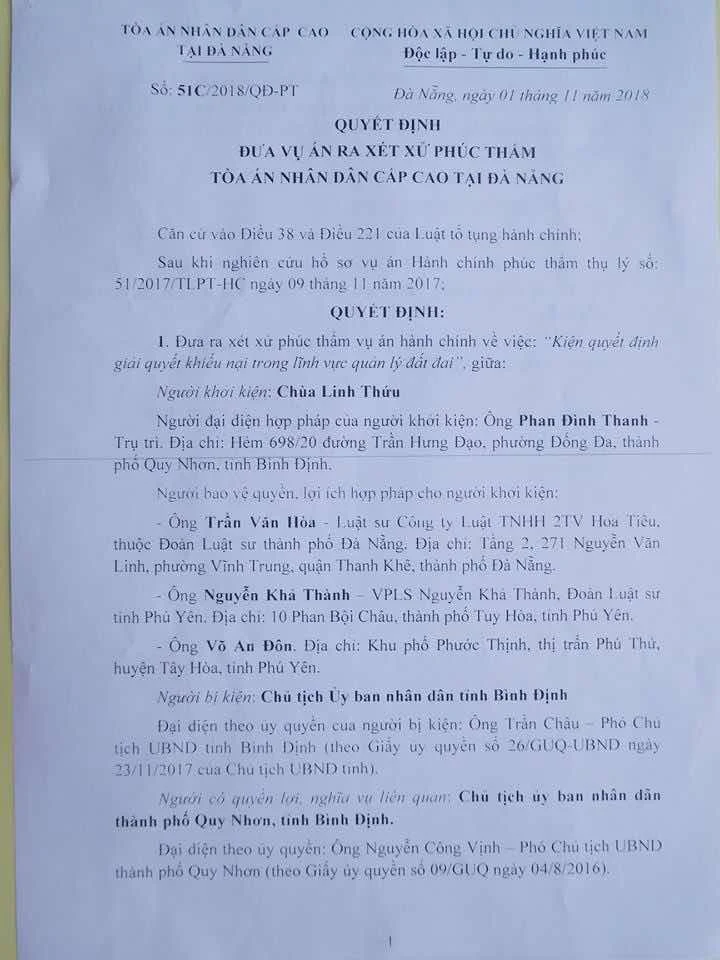 TÒA ÁN NHÂN DÂN CẤP CAO
TẠI ĐÀ NẴNG
CỘNG HÒA XÃ HỘI CHỦ NGHĨA VIỆT NAM
Độc lập - Tự do - Hạnh phúc
Số: 51C/2018/QĐ-PT
Đà Nẵng, ngày 01 tháng 11 năm 2018
QUYẾT ĐỊNH
ĐƯA VỤ ÁN RA XÉT XỬ PHÚC THẨM
TÒA ÁN NHÂN DÂN CẤP CAO TẠI ĐÀ NẴNG
Căn cứ vào Điều 38 và Điều 221 của Luật tố tụng hành chính;
Sau khi nghiên cứu hồ sơ vụ án Hành chính phúc thẩm thụ lý số:
51/2017/TLPT-HC ngày 09 tháng 11 năm 2017;
QUYẾT ĐỊNH:
1. Đưa ra xét xử phúc thẩm vụ án hành chính về việc: “Kiện quyết định
giải quyết khiếu nại trong lĩnh vực quản lý đất đai”, giữa:
Người khởi kiện: Chùa Linh Thứu
Người đại diện hợp pháp của người khởi kiện: Ông Phan Đình Thanh -
Trụ trì. Địa chỉ: Hẻm 698/20 đường Trần Hưng Đạo, phường Đống Đa, thành
phố Quy Nhơn, tỉnh Bình Định.
Người bảo vệ quyền, lợi ích hợp pháp cho người khởi kiện:
- Ông Trần Văn Hòa - Luật sư Công ty Luật TNHH 2TV Hoa Tiêu,
thuộc Đoàn Luật sư thành phố Đà Nẵng. Địa chỉ: Tầng 2, 271 Nguyễn Văn
Linh, phường Vĩnh Trung, quận Thanh Khê, thành phố Đà Nẵng.
- Ông Nguyễn Khả Thành – VPLS Nguyễn Khả Thành, Đoàn Luật sư
tỉnh Phú Yên. Địa chỉ: 10 Phan Bội Châu, thành phố Tuy Hòa, tỉnh Phú Yên.
- Ông Võ An Đôn. Địa chỉ: Khu phố Phước Thịnh, thị trấn Phú Thứ,
huyện Tây Hòa, tỉnh Phú Yên.
Người bị kiện: Chủ tịch Ủy ban nhân dân tỉnh Bình Định
Đại diện theo ủy quyền của người bị kiện: Ông Trần Châu – Phó Chủ
tịch UBND tỉnh Bình Định (theo Giấy ủy quyền số 26/GUQ-UBND ngày
23/11/2017 của Chủ tịch UBND tỉnh).
Người có quyền lợi, nghĩa vụ liên quan: Chủ tịch ủy ban nhân dân
thành phố Quy Nhơn, tỉnh Bình Định.
Đại diện theo ủy quyền: Ông Nguyễn Công Vịnh – Phó Chủ tịch UBND
thành phố Quy Nhơn (theo Giấy ủy quyền số 09/GUQ ngày 04/8/2016).
1